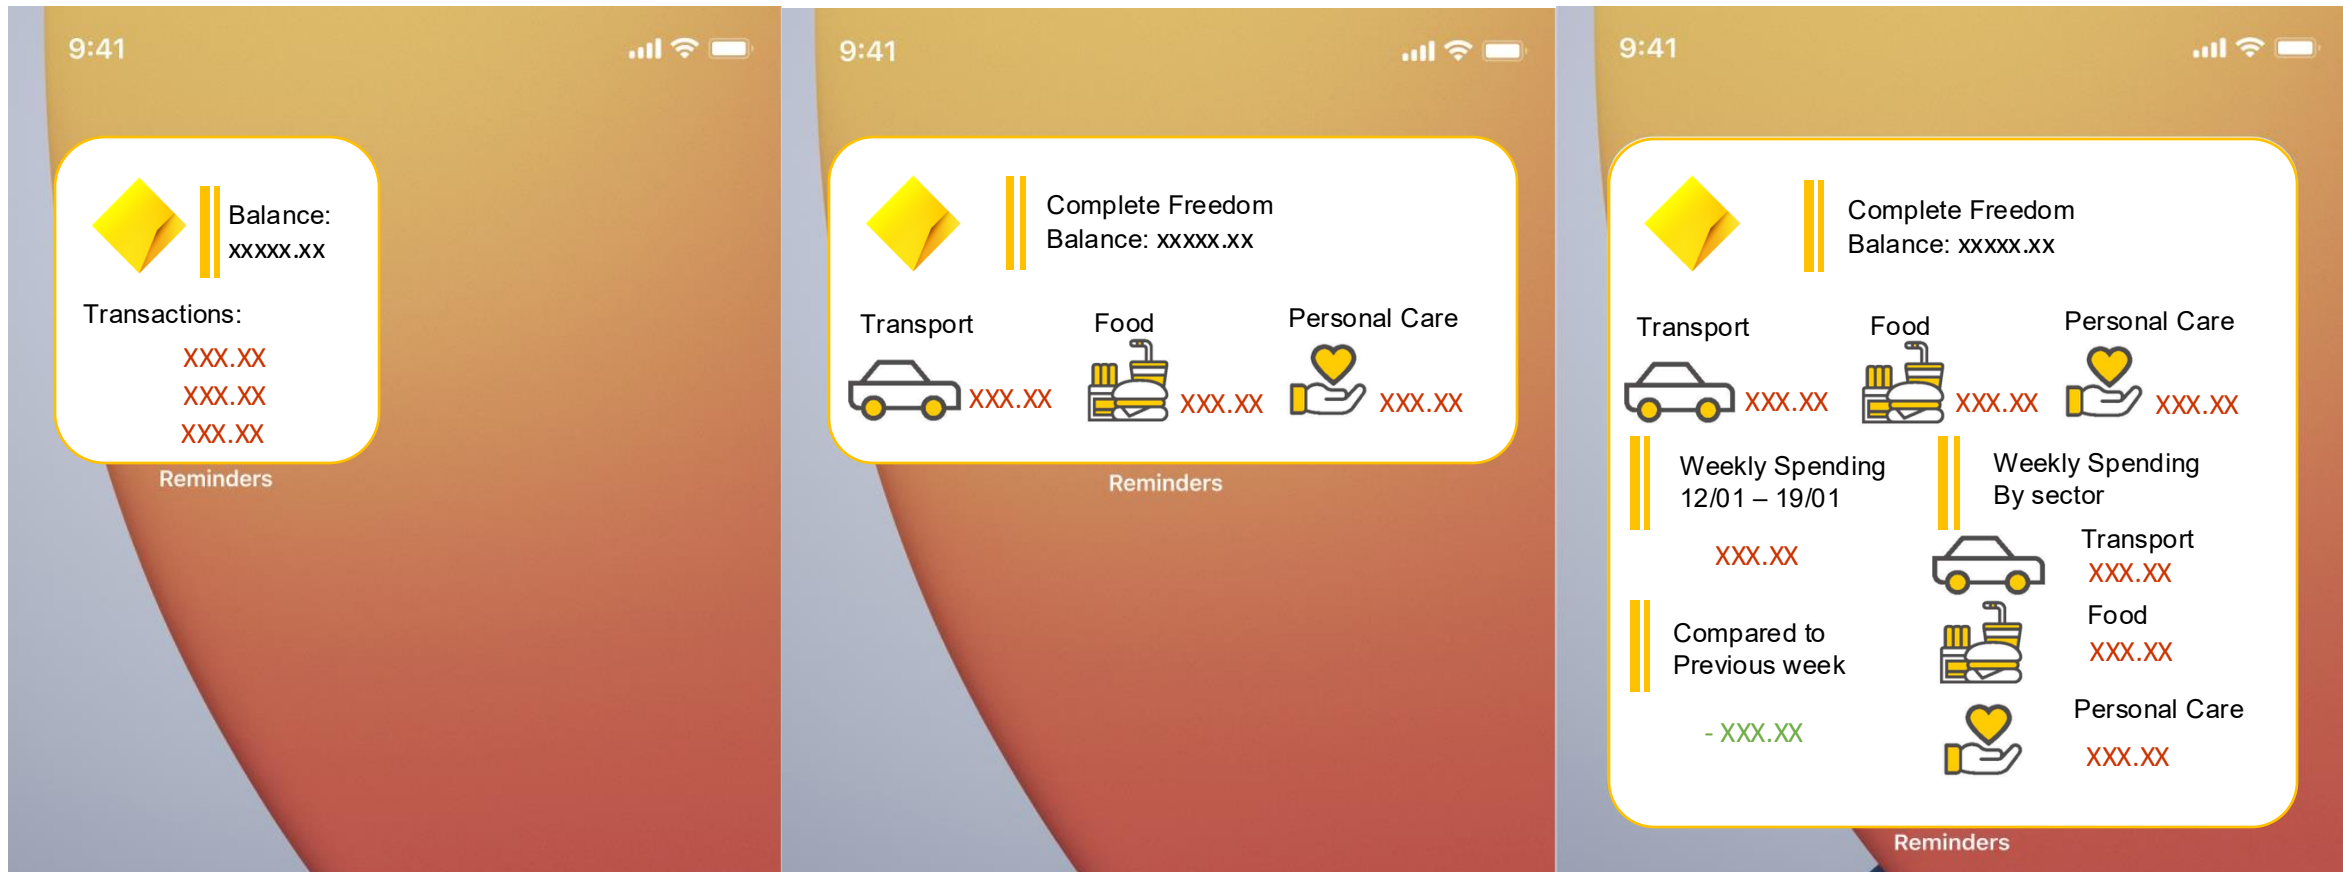 9:41
Balance:
xxxxx.xx
Transactions:
XXX.XX
XXX.XX
XXX.XX
Reminders
9:41
Complete Freedom
Balance: xxxxx.xx
Transport
Food
Personal Care
XXX.XX
XXX.XX
XXX.XX
Reminders
9:41
Complete Freedom
Balance: xxxxx.xx
Transport
Food
Personal Care
XXX.XX
XXX.XX
XXX.XX
Weekly Spending
12/01 – 19/01
XXX.XX
Compared to
Previous week
- XXX.XX
Weekly Spending
By sector
Transport
XXX.XX
Food
XXX.XX
Personal Care
XXX.XX
Reminders